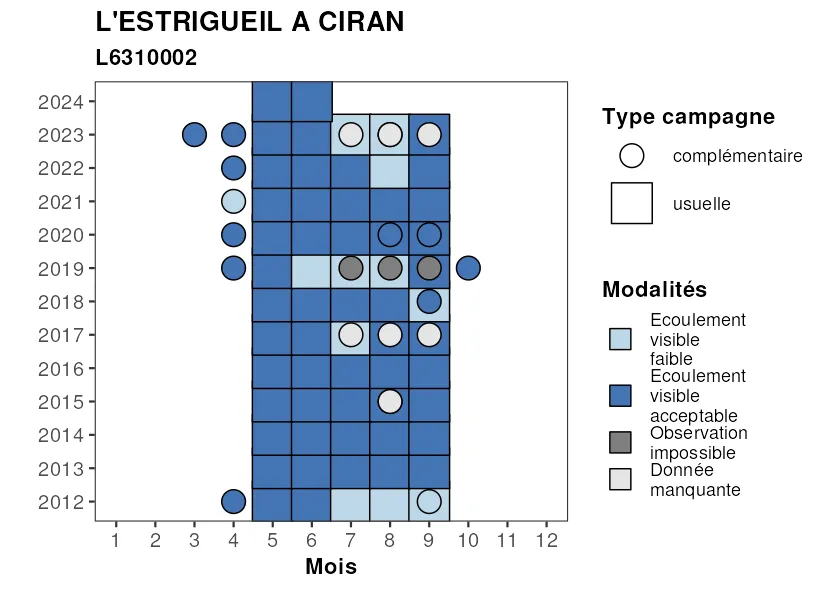 L'ESTRIGUEIL A CIRAN
L6310002
2024
2023
2022
2021
2020
2019
2018
2017
2016
2015
2014
2013
2012
1 2 3 4 5 6 7 8 9 10 11 12
Mois
Type campagne
complémentaire
usuelle
Modalités
Ecoulement
visible
faible
Ecoulement
visible
acceptable
Observation
impossible
Donnée
manquante